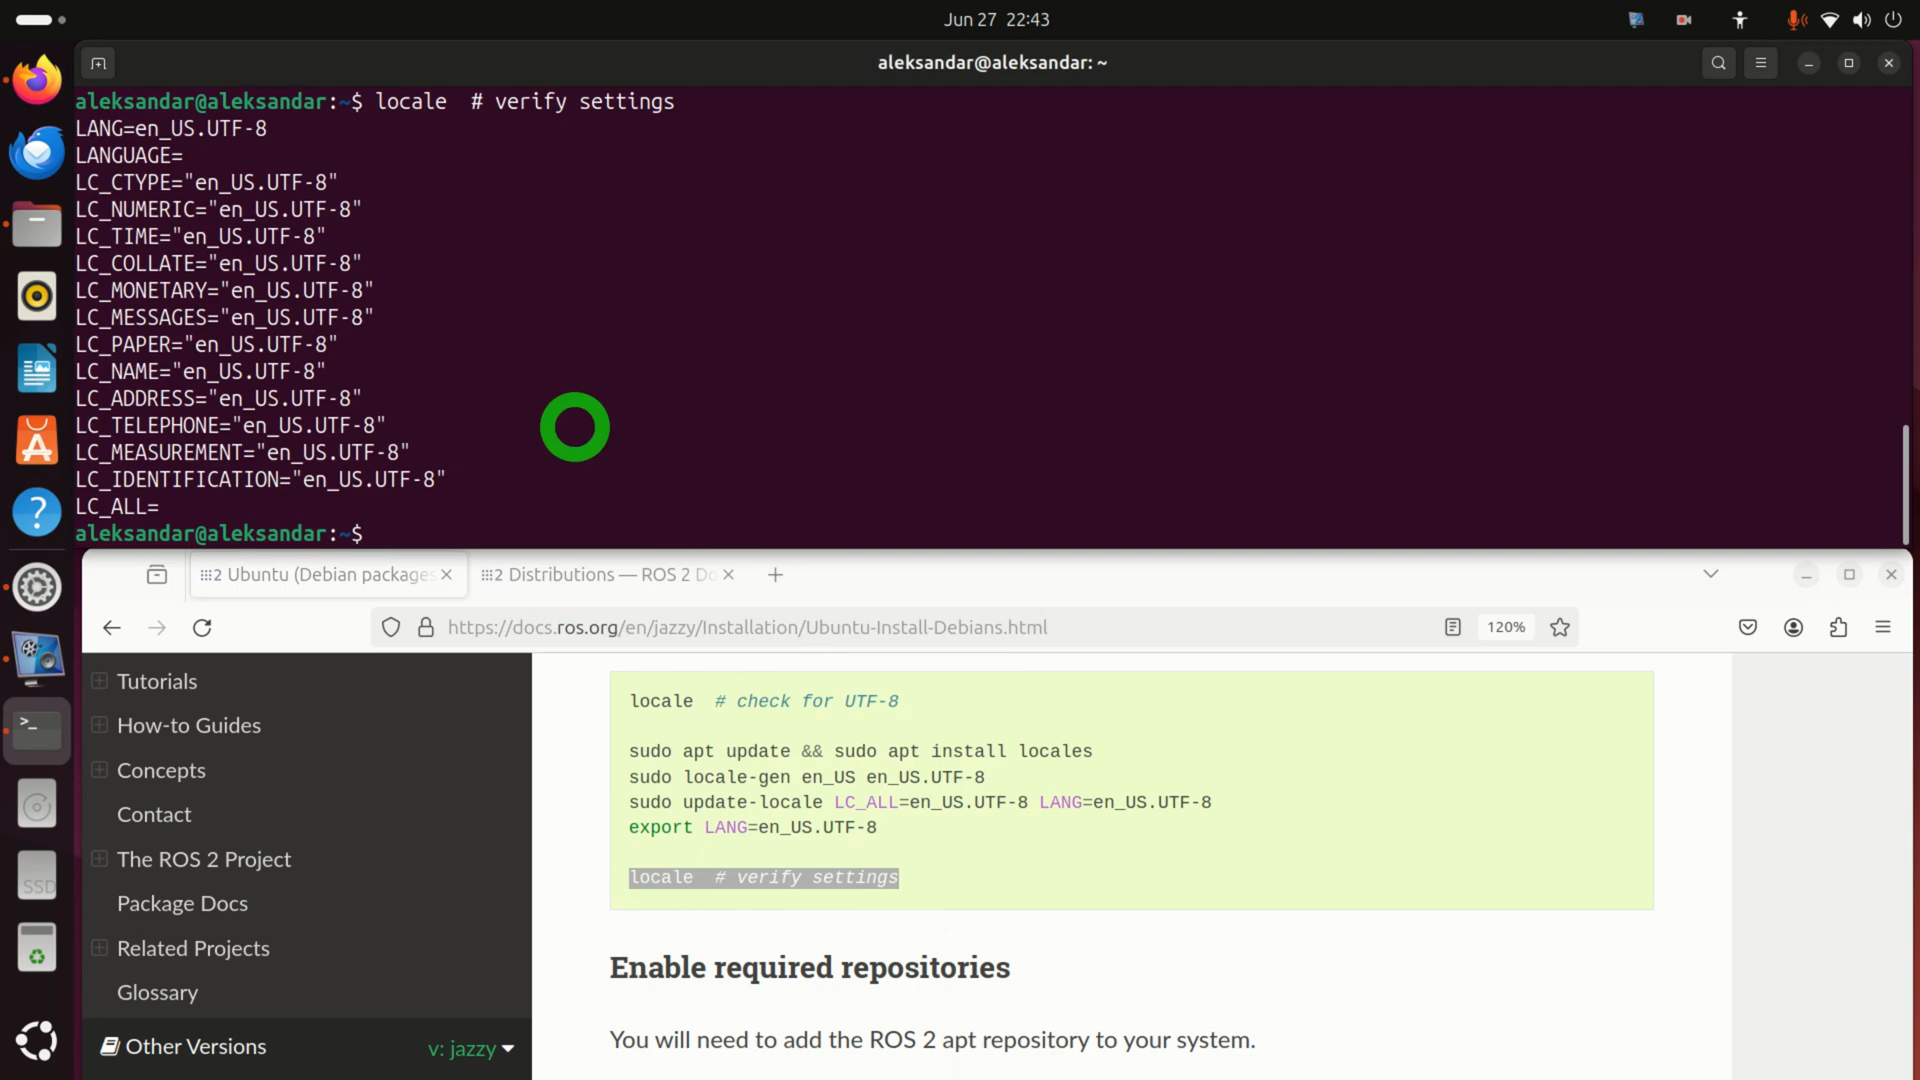 Jun 27 22:43
aleksandar@aleksandar: ~
aleksandar@aleksandar:~$ locale  # verify settings
LANG=en_US.UTF-8
LANGUAGE=
LC_CTYPE="en_US.UTF-8"
LC_NUMERIC="en_US.UTF-8"
LC_TIME="en_US.UTF-8"
LC_COLLATE="en_US.UTF-8"
LC_MONETARY="en_US.UTF-8"
LC_MESSAGES="en_US.UTF-8"
LC_PAPER="en_US.UTF-8"
LC_NAME="en_US.UTF-8"
LC_ADDRESS="en_US.UTF-8"
LC_TELEPHONE="en_US.UTF-8"
LC_MEASUREMENT="en_US.UTF-8"
LC_IDENTIFICATION="en_US.UTF-8"
LC_ALL=
aleksandar@aleksandar:~$
Ubuntu (Debian packages
Distributions — ROS 2 Do
https://docs.ros.org/en/jazzy/Installation/Ubuntu-Install-Debians.html
120%
Tutorials
How-to Guides
Concepts
Contact
The ROS 2 Project
Package Docs
Related Projects
Glossary
Other Versions
v: jazzy
locale  # check for UTF-8
sudo apt update && sudo apt install locales
sudo locale-gen en_US en_US.UTF-8
sudo update-locale LC_ALL=en_US.UTF-8 LANG=en_US.UTF-8
export LANG=en_US.UTF-8
locale  # verify settings
Enable required repositories
You will need to add the ROS 2 apt repository to your system.
SSD